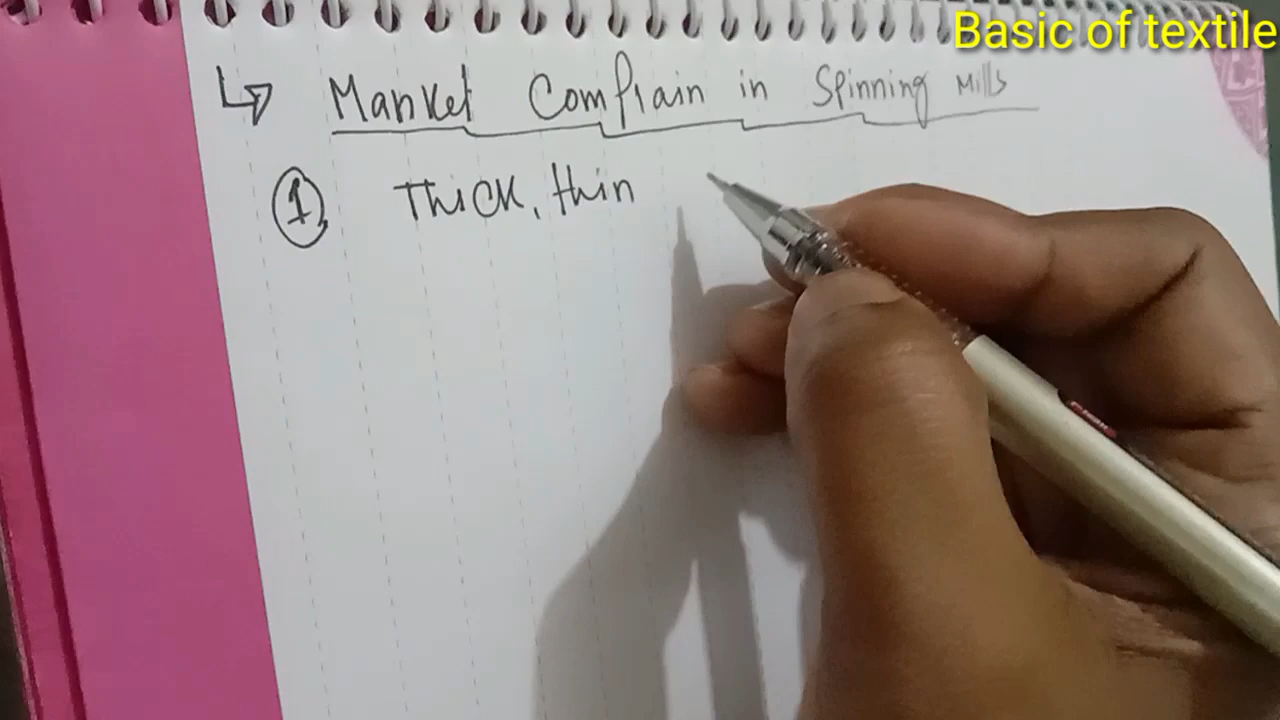 Basic of textile
↳ Market Complain in Spinning Mills
① Thick, thin